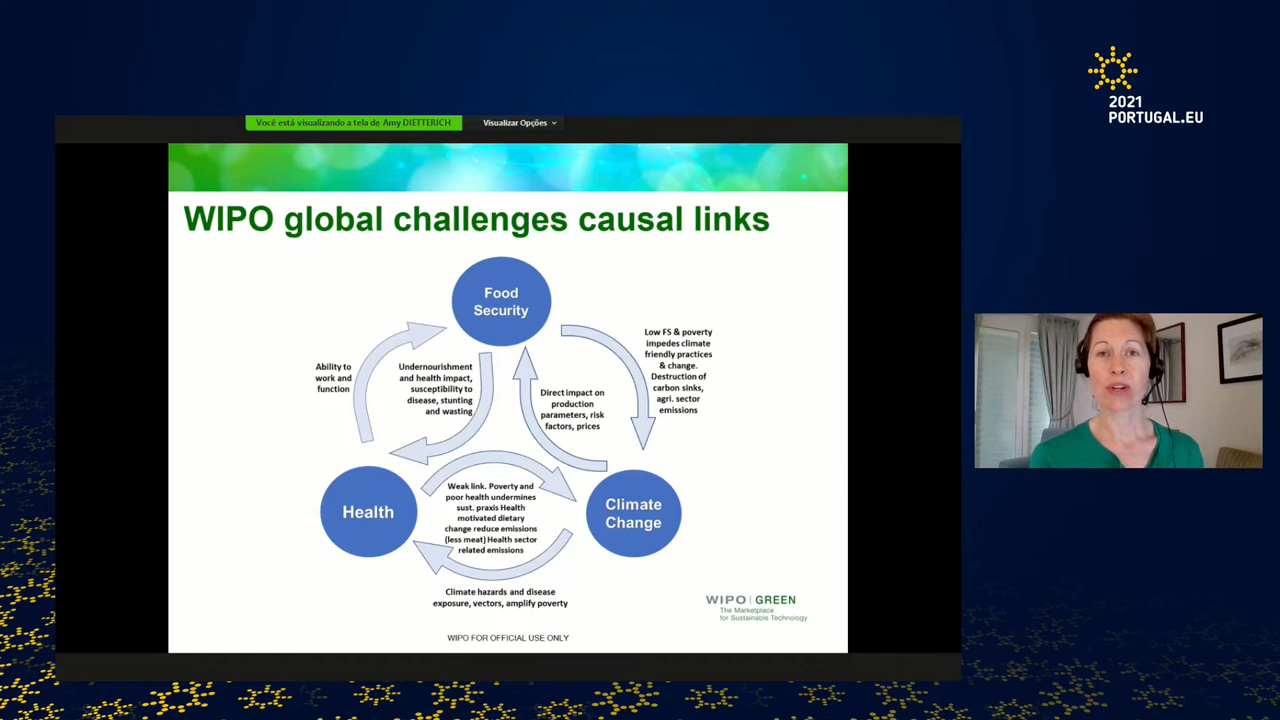 2021
PORTUGAL.EU
Você está visualizando a tela de Amy DIETTERICH
Visualizar Opções
WIPO global challenges causal links
Food
Security
Low FS & poverty
impedes climate
friendly practices
& change.
Destruction of
carbon sinks,
agri. sector
emissions
Ability to
work and
function
Undernourishment
and health impact,
susceptibility to
disease, stunting
and wasting
Direct impact on
production
parameters, risk
factors, prices
Health
Weak link. Poverty and
poor health undermines
sust. praxis Health
motivated dietary
change reduce emissions
(less meat) Health sector
related emissions
Climate
Change
Climate hazards and disease
exposure, vectors, amplify poverty
WIPO | GREEN
The Marketplace
for Sustainable Technology
WIPO FOR OFFICIAL USE ONLY